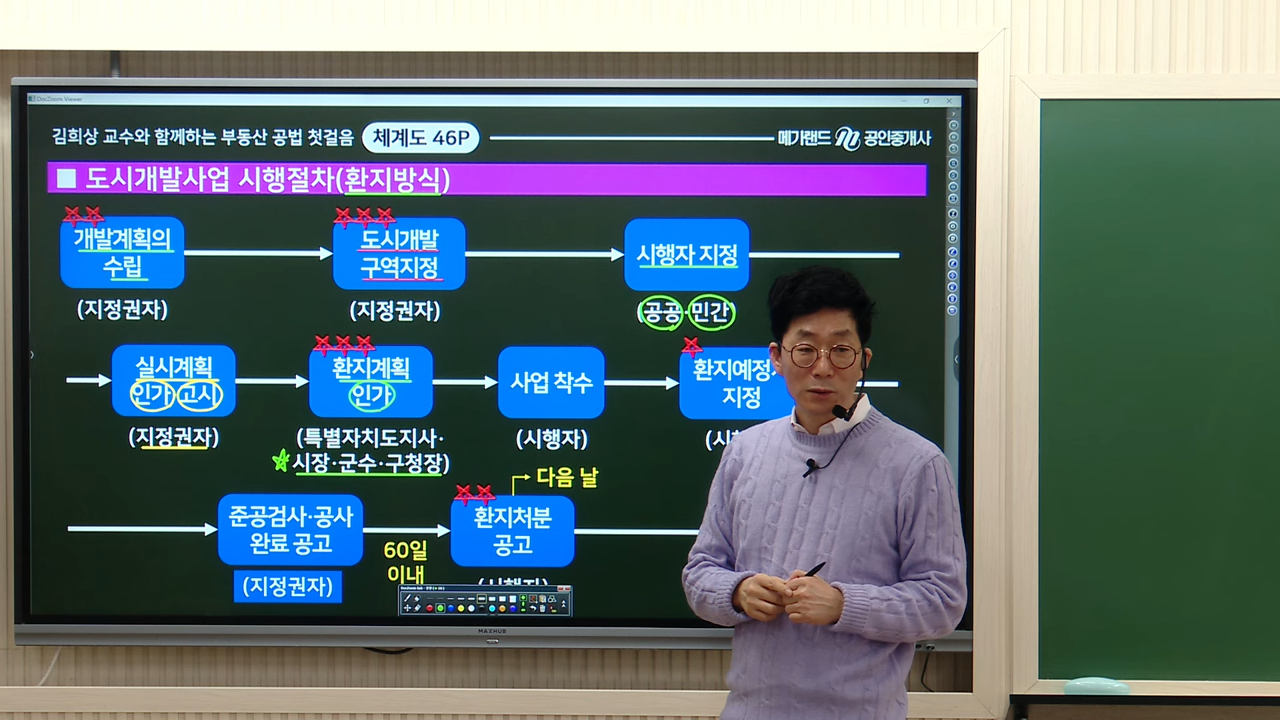 DocZoom Viewer
김희상 교수와 함께하는 부동산 공법 첫걸음 체계도 46P 메가랜드 공인중개사
■ 도시개발사업 시행절차(환지방식)
개발계획의
수립
(지정권자)
도시개발
구역지정
(지정권자)
시행자 지정
(공공·민간)
실시계획
인가·고시
(지정권자)
환지계획
인가
(특별자치도지사·
시장·군수·구청장)
사업 착수
(시행자)
환지예정
지정
준공검사·공사
완료 공고
(지정권자)
60일
이내
다음 날
환지처분
공고
(시행자)
MAXHUB